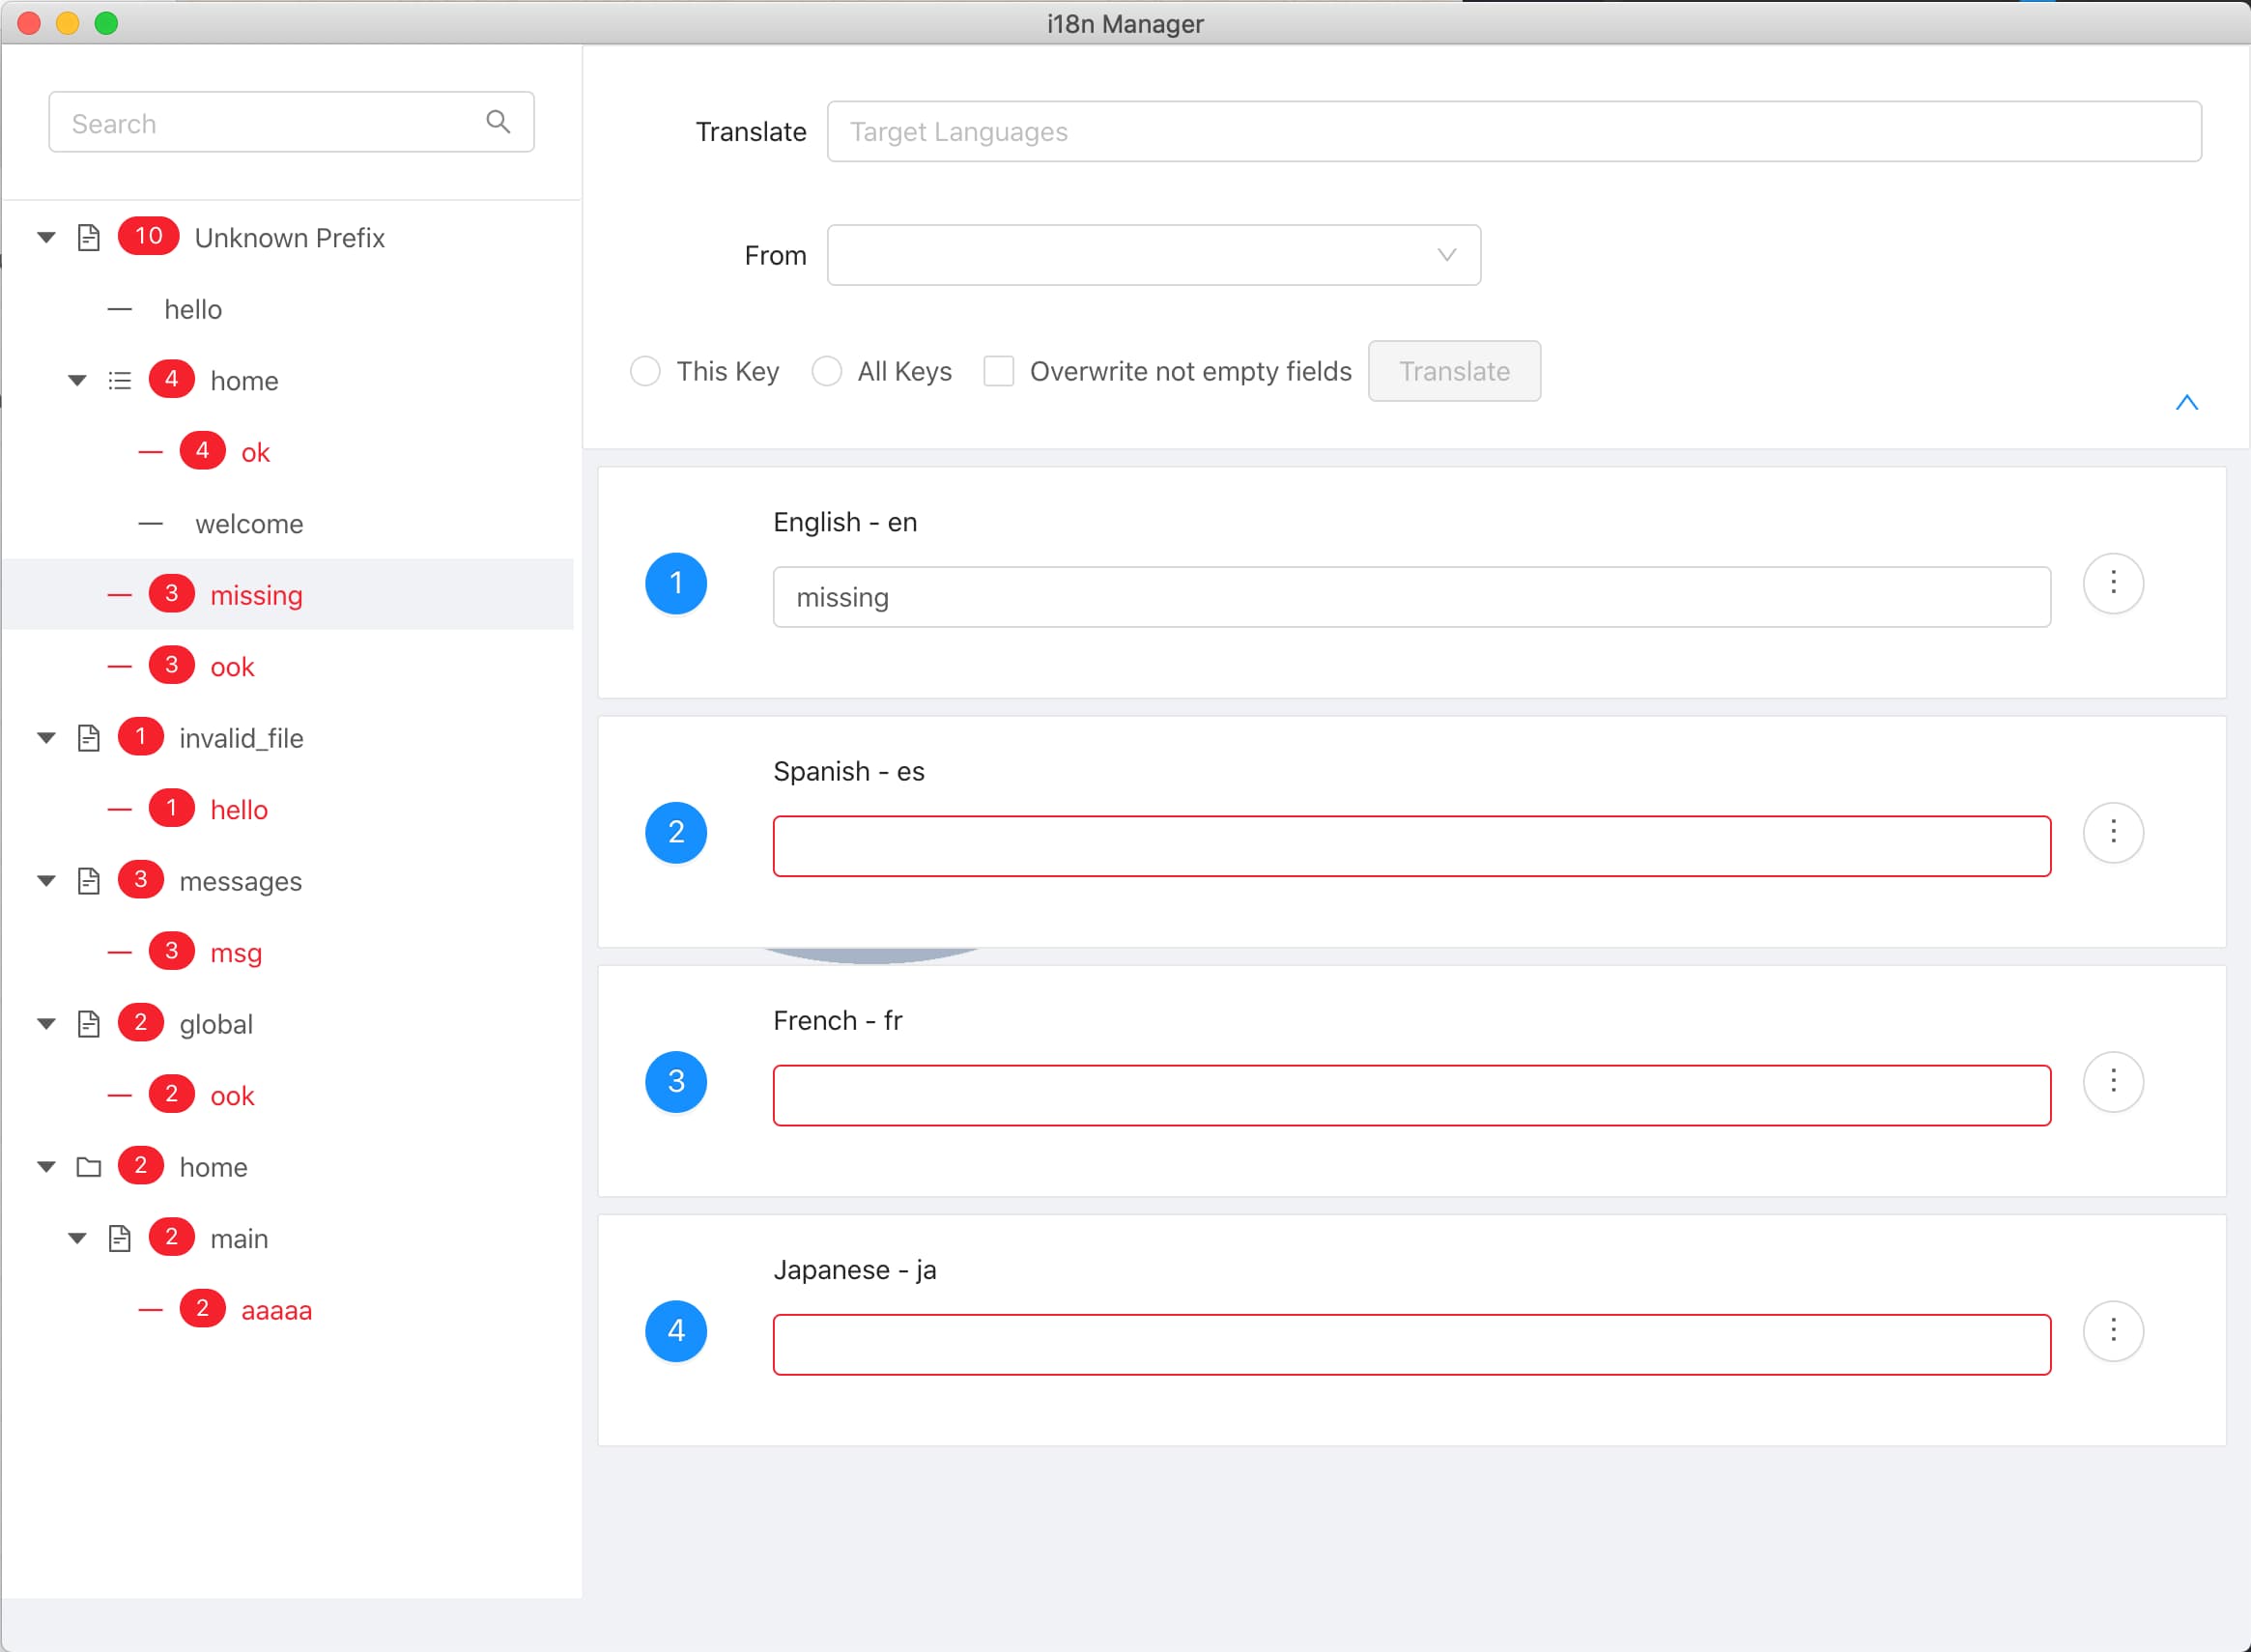 i18n Manager
Search
10 Unknown Prefix
hello
4 home
4 ok
welcome
3 missing
3 ook
1 invalid_file
1 hello
3 messages
3 msg
2 global
2 ook
2 home
2 main
2 aaaaa
Translate Target Languages
From
This Key All Keys Overwrite not empty fields Translate
English - en
1 missing
Spanish - es
2
French - fr
3
Japanese - ja
4